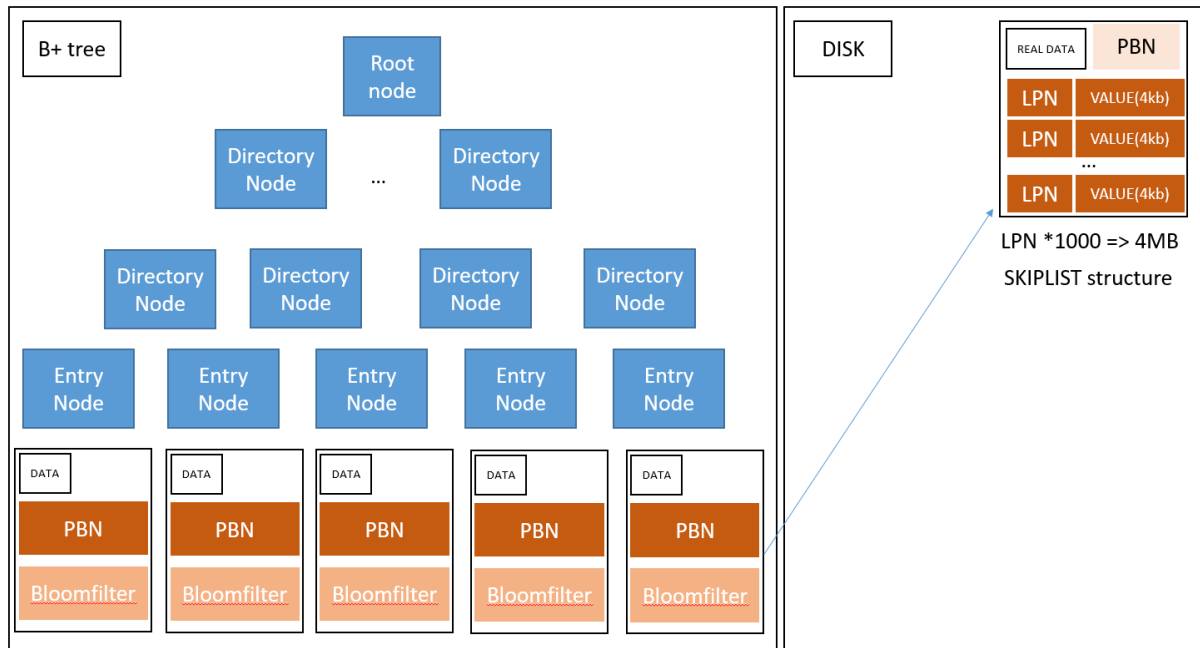 B+ tree
Root
node
Directory
Node
...
Directory
Node
Directory
Node
Directory
Node
Directory
Node
Directory
Node
Entry
Node
Entry
Node
Entry
Node
Entry
Node
Entry
Node
DATA
PBN
Bloomfilter
DATA
PBN
Bloomfilter
DATA
PBN
Bloomfilter
DATA
PBN
Bloomfilter
DATA
PBN
Bloomfilter
DISK
REAL DATA
PBN
LPN VALUE(4kb)
LPN VALUE(4kb)
...
LPN VALUE(4kb)
LPN *1000 => 4MB
SKIPLIST structure